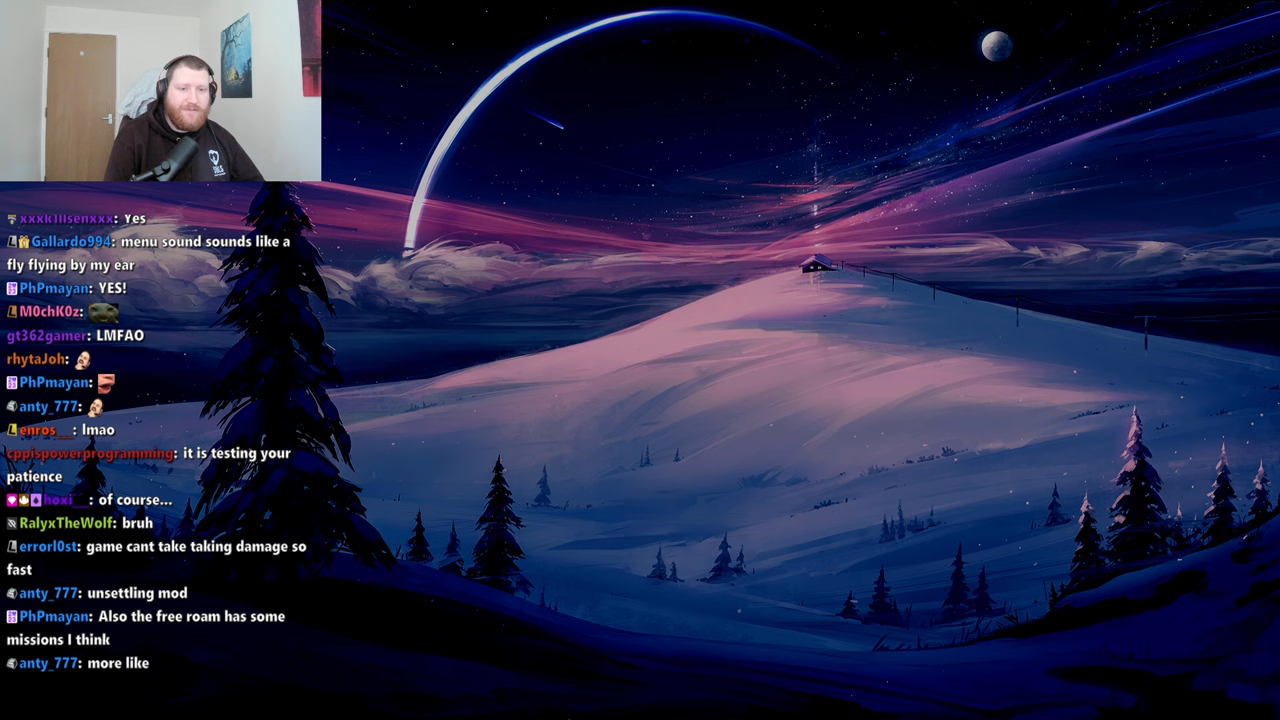 xxxk1llsenxxx: Yes
Gallardo994: menu sound sounds like a
fly flying by my ear
PhPmayan: YES!
M0chK0z:
gt362gamer: LMFAO
rhytaJoh:
PhPmayan:
anty_777:
enros__: lmao
cppispowerprogramming: it is testing your
patience
hoxi__: of course...
RalyxTheWolf: bruh
errorl0st: game cant take taking damage so
fast
anty_777: unsettling mod
PhPmayan: Also the free roam has some
missions I think
anty_777: more like